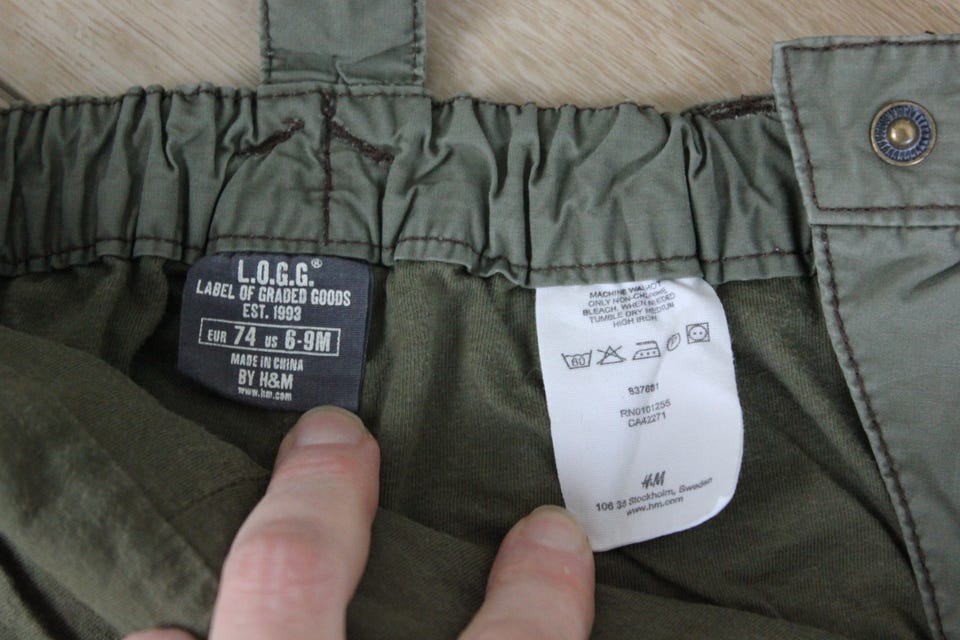 L.O.G.G.®
LABEL OF GRADED GOODS
EST. 1993
EUR 74 US 6-9M
MADE IN CHINA
BY H&M
www.hm.com
MACHINE WARM
ONLY NON-CHLORINE
BLEACH, WHEN NEEDED
TUMBLE DRY MEDIUM
HIGH IRON
60
RN0101255
CA42271
H&M
106 38 Stockholm, Sweden
www.hm.com